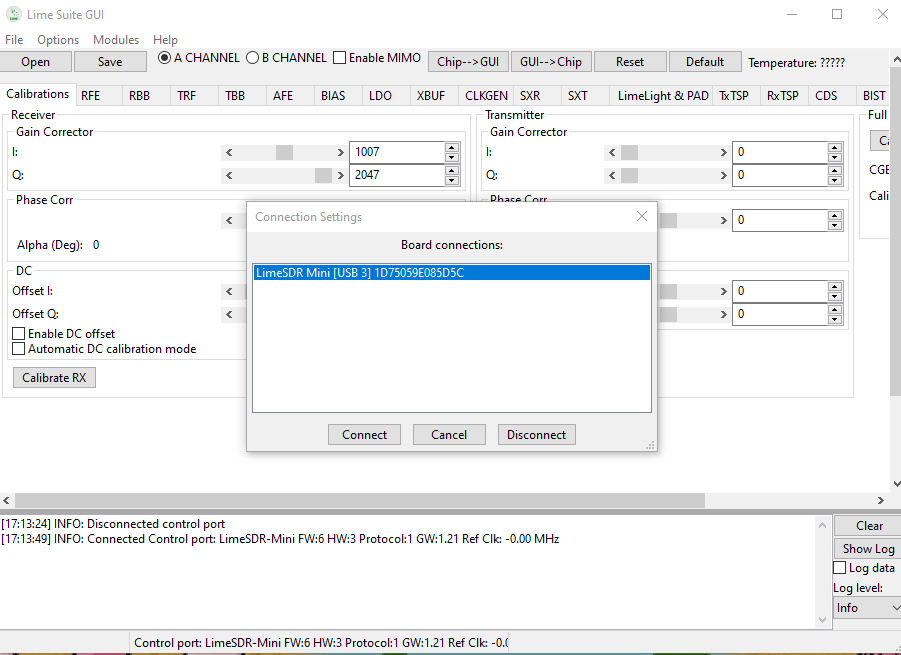 Lime Suite GUI
File Options Modules Help
Open Save A CHANNEL B CHANNEL Enable MIMO Chip-->GUI GUI-->Chip Reset Default Temperature: ?????
Calibrations RFE RBB TRF TBB AFE BIAS LDO XBUF CLKGEN SXR SXT LimeLight & PAD TxTSP RxTSP CDS BIST
Receiver Transmitter Full
Gain Corrector Gain Corrector
I: 1007 I: 0
Q: 2047 Q: 0
CGE
Cali
Phase Corr Phase Corr
0
Alpha (Deg): 0
DC
Offset I: 0
Offset Q: 0
Enable DC offset
Automatic DC calibration mode
Calibrate RX
Connection Settings
Board connections:
LimeSDR Mini [USB 3] 1D75059E085D5C
Connect Cancel Disconnect
[17:13:24] INFO: Disconnected control port
[17:13:49] INFO: Connected Control port: LimeSDR-Mini FW:6 HW:3 Protocol:1 GW:1.21 Ref Clk: -0.00 MHz
Clear
Show Log
Log data
Log level:
Info
Control port: LimeSDR-Mini FW:6 HW:3 Protocol:1 GW:1.21 Ref Clk: -0.0